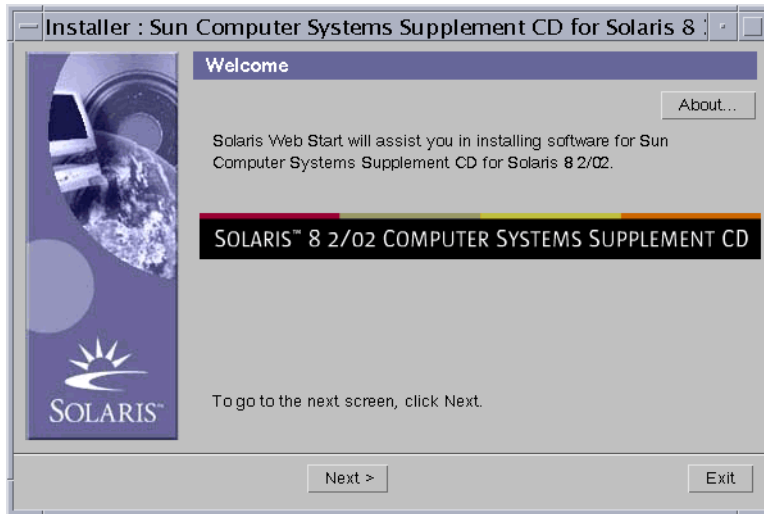 Installer : Sun Computer Systems Supplement CD for Solaris 8
Welcome
About...
Solaris Web Start will assist you in installing software for Sun
Computer Systems Supplement CD for Solaris 8 2/02.
SOLARIS™ 8 2/02 COMPUTER SYSTEMS SUPPLEMENT CD
To go to the next screen, click Next.
SOLARIS™
Next >
Exit